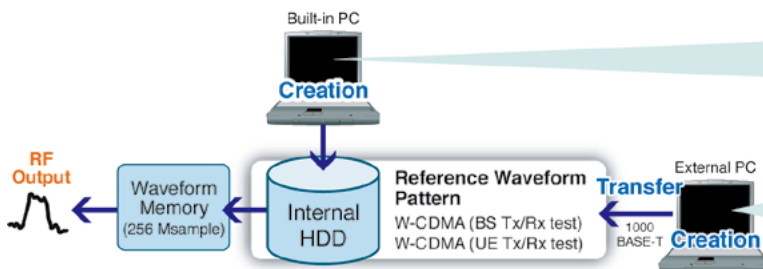 Built-in PC
Creation
RF
Output
Waveform
Memory
(256 Msample)
Internal
HDD
Reference Waveform
Pattern
W-CDMA (BS Tx/Rx test)
W-CDMA (UE Tx/Rx test)
Transfer
1000
BASE-T
External PC
Creation